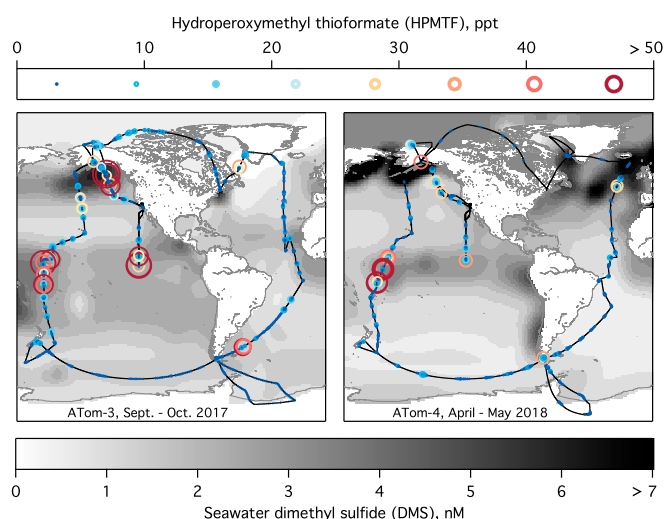 Hydroperoxymethyl thioformate (HPMTF), ppt
0 10 20 30 40 > 50
ATom-3, Sept. - Oct. 2017
ATom-4, April - May 2018
0 1 2 3 4 5 6 > 7
Seawater dimethyl sulfide (DMS), nM